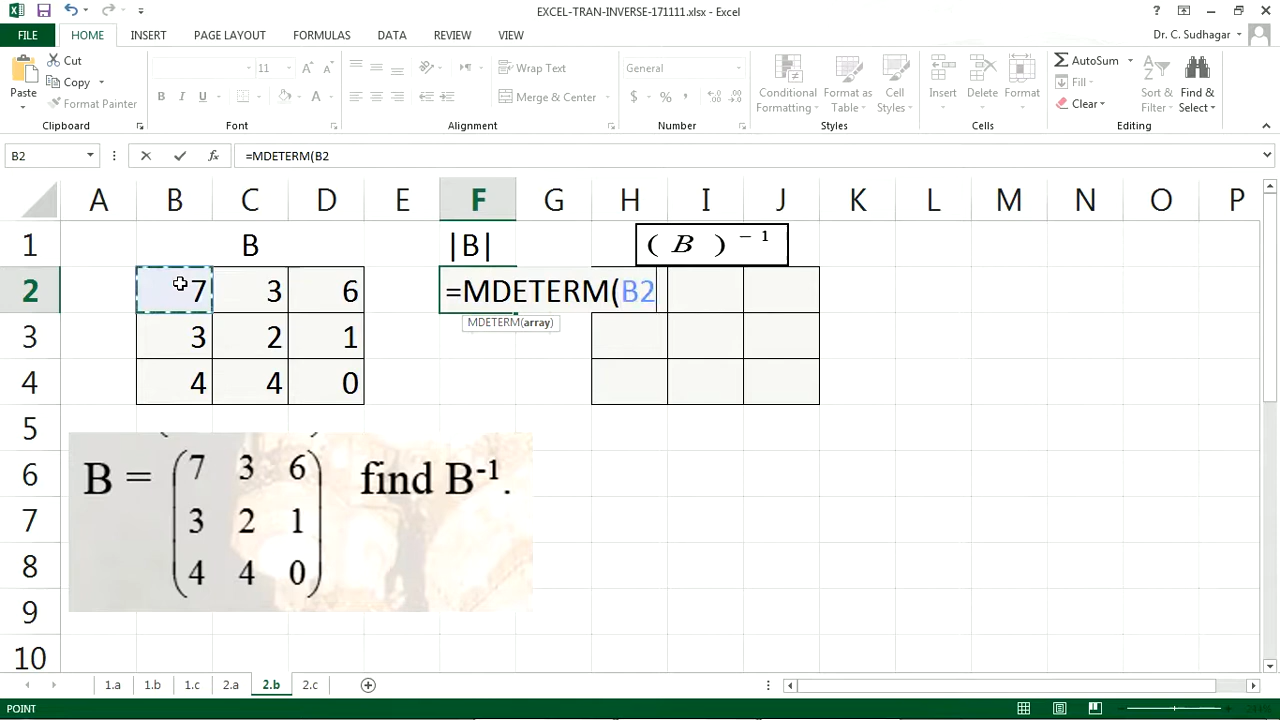 EXCEL-TRAN-INVERSE-171111.xlsx - Excel
FILE HOME INSERT PAGE LAYOUT FORMULAS DATA REVIEW VIEW Dr. C. Sudhagar
Paste Cut Copy Format Painter
11 B I U A A A
Wrap Text Merge & Center
General $ % ,
Conditional Formatting Format as Table Cell Styles
Insert Delete Format
AutoSum Fill Clear Sort & Filter Find & Select
Clipboard Font Alignment Number Styles Cells Editing
B2 fx =MDETERM(B2
A B C D E F G H I J K L M N O P
1 B |B| ( B ) − 1
2 7 3 6 =MDETERM(B2
MDETERM(array)
3 3 2 1
4 4 4 0
5
6
7
8
9
10
B = 7 3 6 find B-1.
3 2 1
4 4 0
1.a 1.b 1.c 2.a 2.b 2.c
POINT